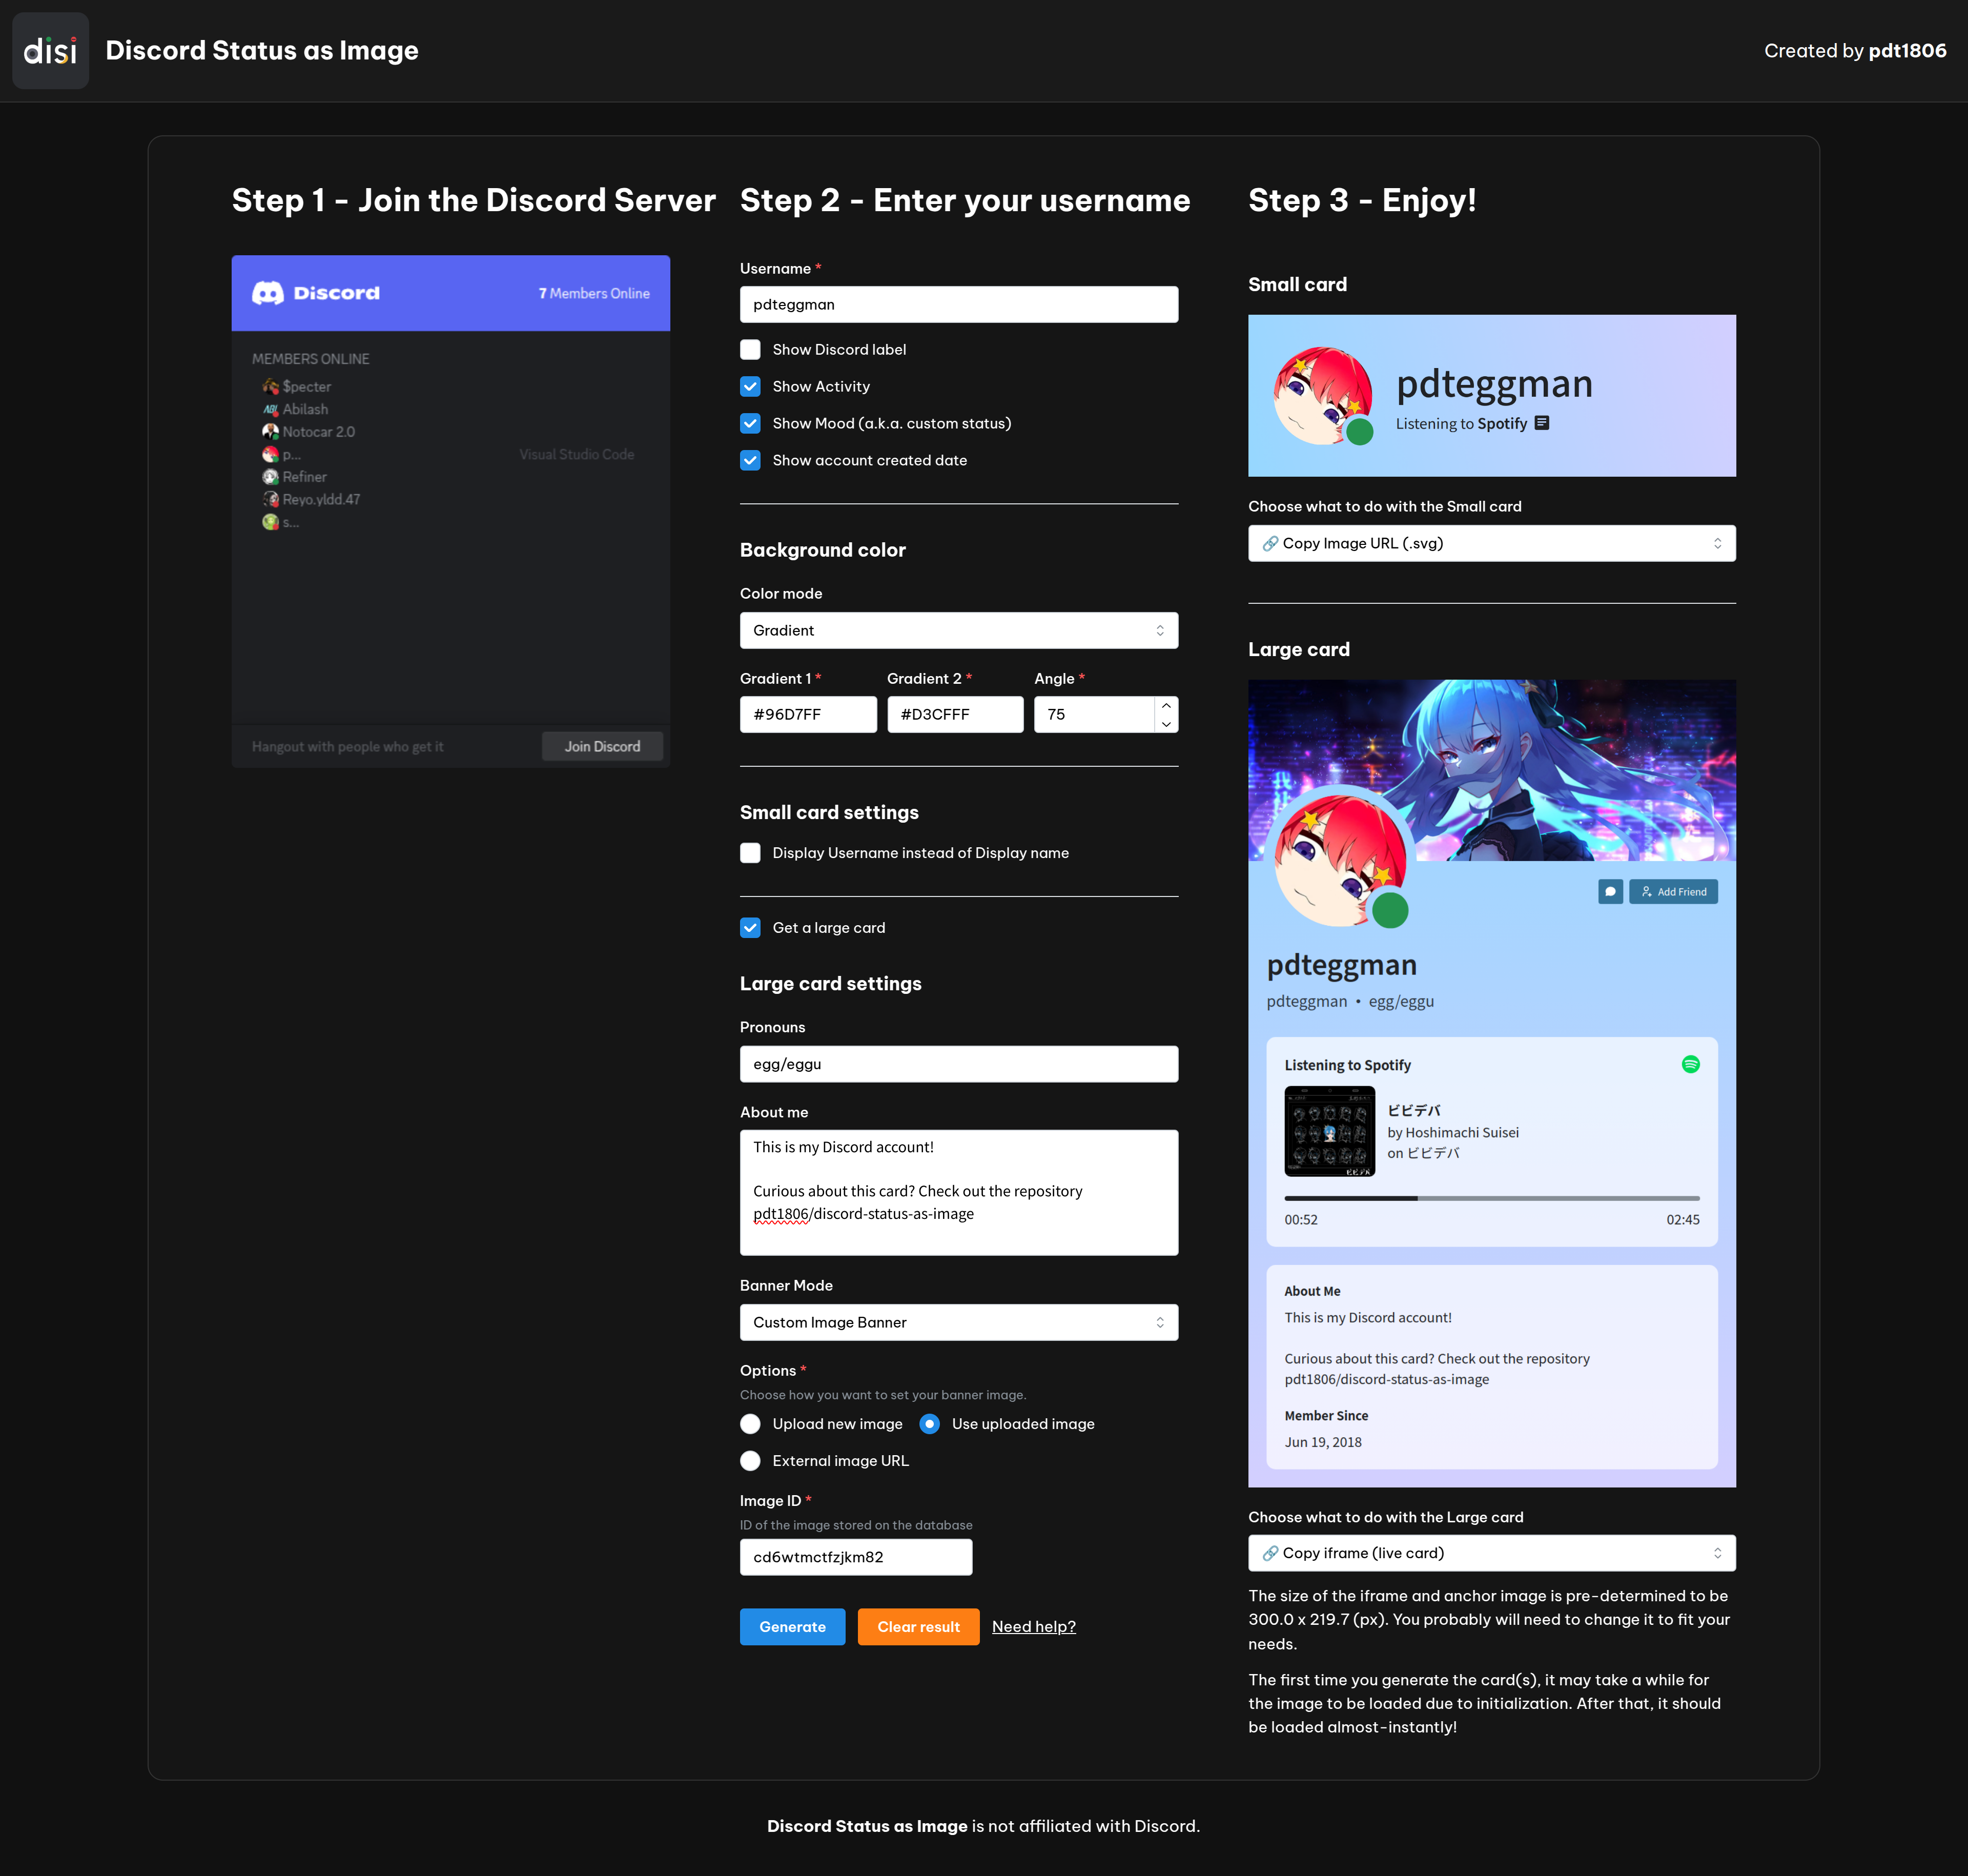 disi
Discord Status as Image
Created by pdt1806
Step 1 - Join the Discord Server
Discord
7 Members Online
MEMBERS ONLINE
$pecter
Abilash
Notocar 2.0
p...
Visual Studio Code
Refiner
Reyo.yldd.47
s...
Hangout with people who get it
Join Discord
Step 2 - Enter your username
Username *
pdteggman
Show Discord label
Show Activity
Show Mood (a.k.a. custom status)
Show account created date
Background color
Color mode
Gradient
Gradient 1 *
Gradient 2 *
Angle *
#96D7FF
#D3CFFF
75
Small card settings
Display Username instead of Display name
Get a large card
Large card settings
Pronouns
egg/eggu
About me
This is my Discord account!
Curious about this card? Check out the repository
pdt1806/discord-status-as-image
Banner Mode
Custom Image Banner
Options *
Choose how you want to set your banner image.
Upload new image
Use uploaded image
External image URL
Image ID *
ID of the image stored on the database
cd6wtmctfzjkm82
Generate
Clear result
Need help?
Step 3 - Enjoy!
Small card
pdteggman
Listening to Spotify
Choose what to do with the Small card
🔗 Copy Image URL (.svg)
Large card
Add Friend
pdteggman
pdteggman • egg/eggu
Listening to Spotify
ビビデバ
by Hoshimachi Suisei
on ビビデバ
00:52
02:45
About Me
This is my Discord account!
Curious about this card? Check out the repository
pdt1806/discord-status-as-image
Member Since
Jun 19, 2018
Choose what to do with the Large card
🔗 Copy iframe (live card)
The size of the iframe and anchor image is pre-determined to be
300.0 x 219.7 (px). You probably will need to change it to fit your
needs.
The first time you generate the card(s), it may take a while for
the image to be loaded due to initialization. After that, it should
be loaded almost-instantly!
Discord Status as Image is not affiliated with Discord.